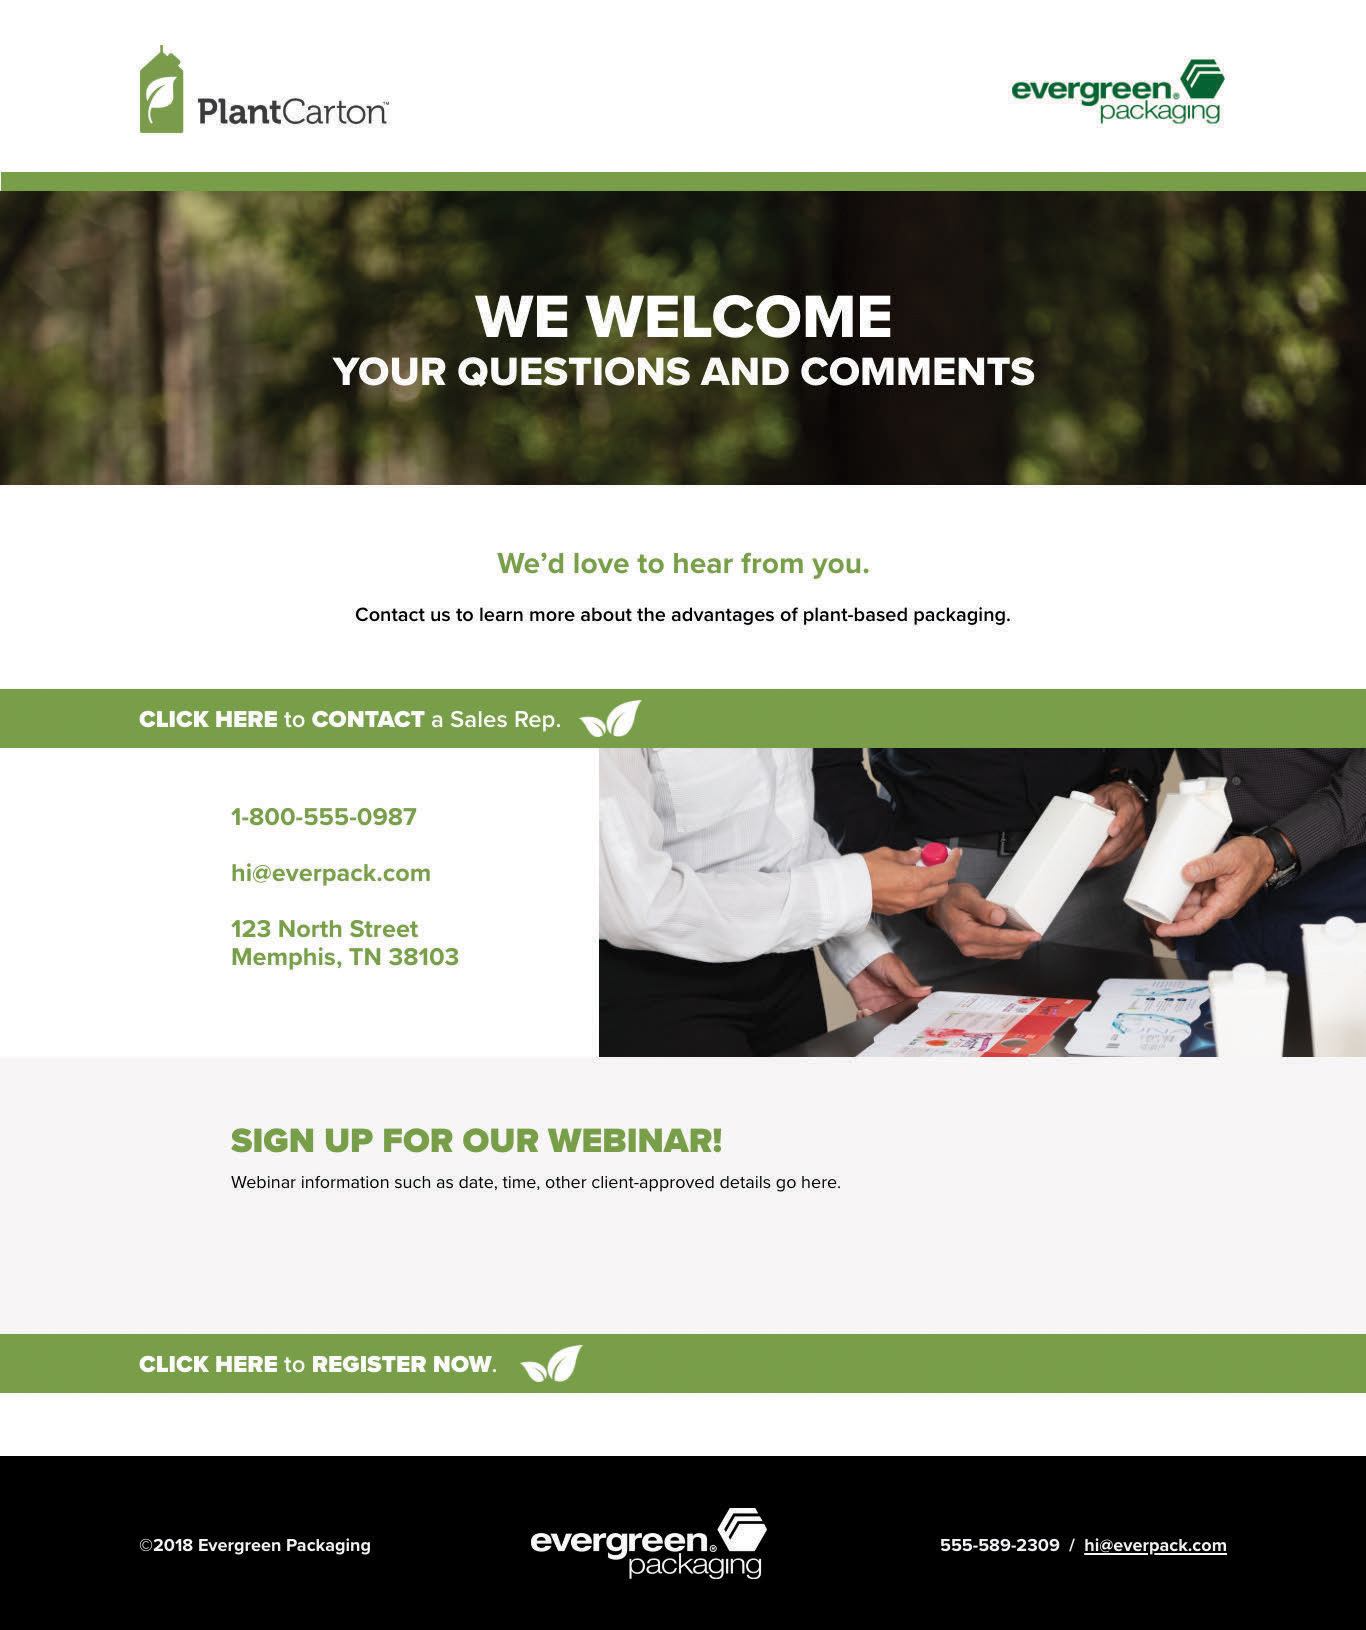 PlantCarton™
evergreen®
packaging
WE WELCOME
YOUR QUESTIONS AND COMMENTS
We’d love to hear from you.
Contact us to learn more about the advantages of plant-based packaging.
CLICK HERE to CONTACT a Sales Rep.
1-800-555-0987
hi@everpack.com
123 North Street
Memphis, TN 38103
SIGN UP FOR OUR WEBINAR!
Webinar information such as date, time, other client-approved details go here.
CLICK HERE to REGISTER NOW.
©2018 Evergreen Packaging
evergreen®
packaging
555-589-2309 / hi@everpack.com